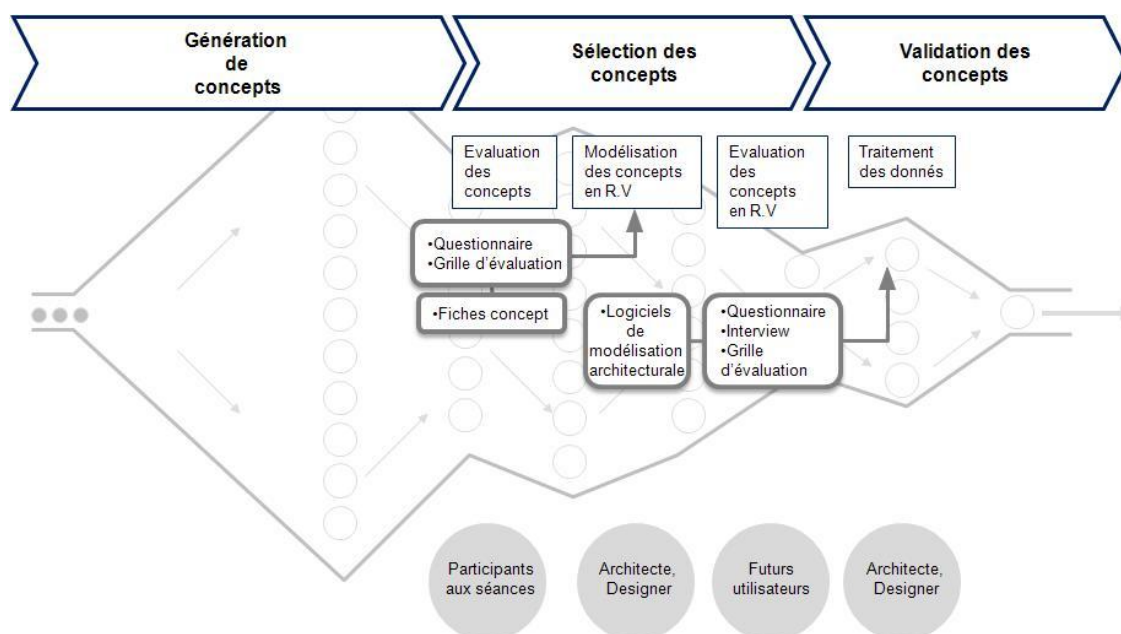 Génération
de
concepts
Sélection des
concepts
Validation des
concepts
Evaluation
des
concepts
Modélisation
des concepts
en R.V
Evaluation
des
concepts
en R.V
Traitement
des donnés
•Questionnaire
•Grille d'évaluation
•Fiches concept
•Logiciels
de
modélisation
architecturale
•Questionnaire
•Interview
•Grille
d'évaluation
Participants
aux séances
Architecte,
Designer
Futurs
utilisateurs
Architecte,
Designer